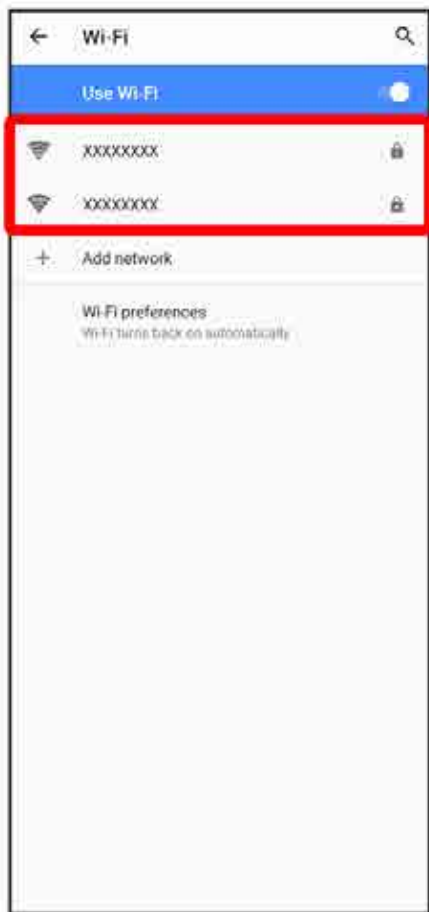 Wi-Fi
Use Wi-Fi
XXXXXXXX
XXXXXXXX
Add network
Wi-Fi preferences
Wi-Fi turns back on automatically